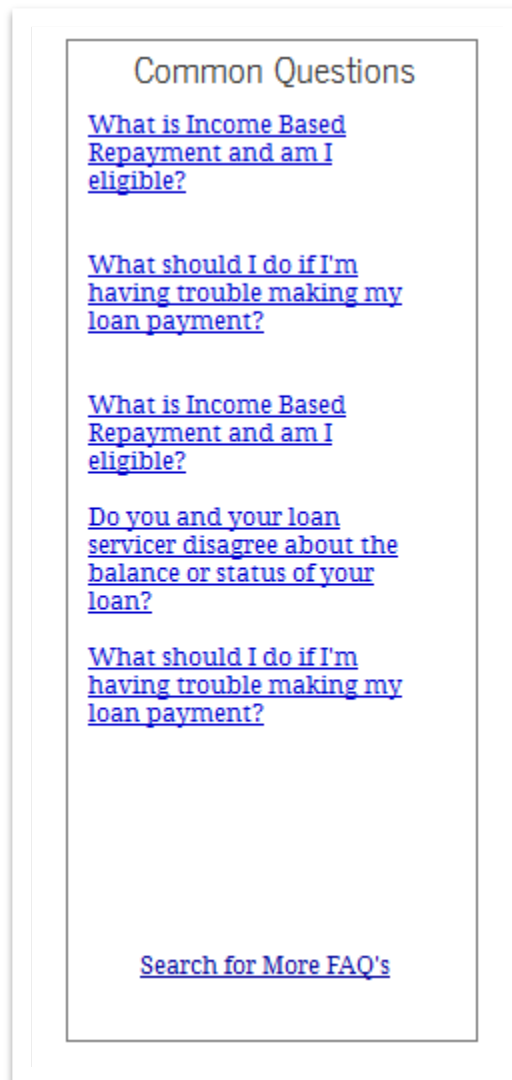 Common Questions
What is Income Based
Repayment and am I
eligible?
What should I do if I'm
having trouble making my
loan payment?
What is Income Based
Repayment and am I
eligible?
Do you and your loan
servicer disagree about the
balance or status of your
loan?
What should I do if I'm
having trouble making my
loan payment?
Search for More FAQ's